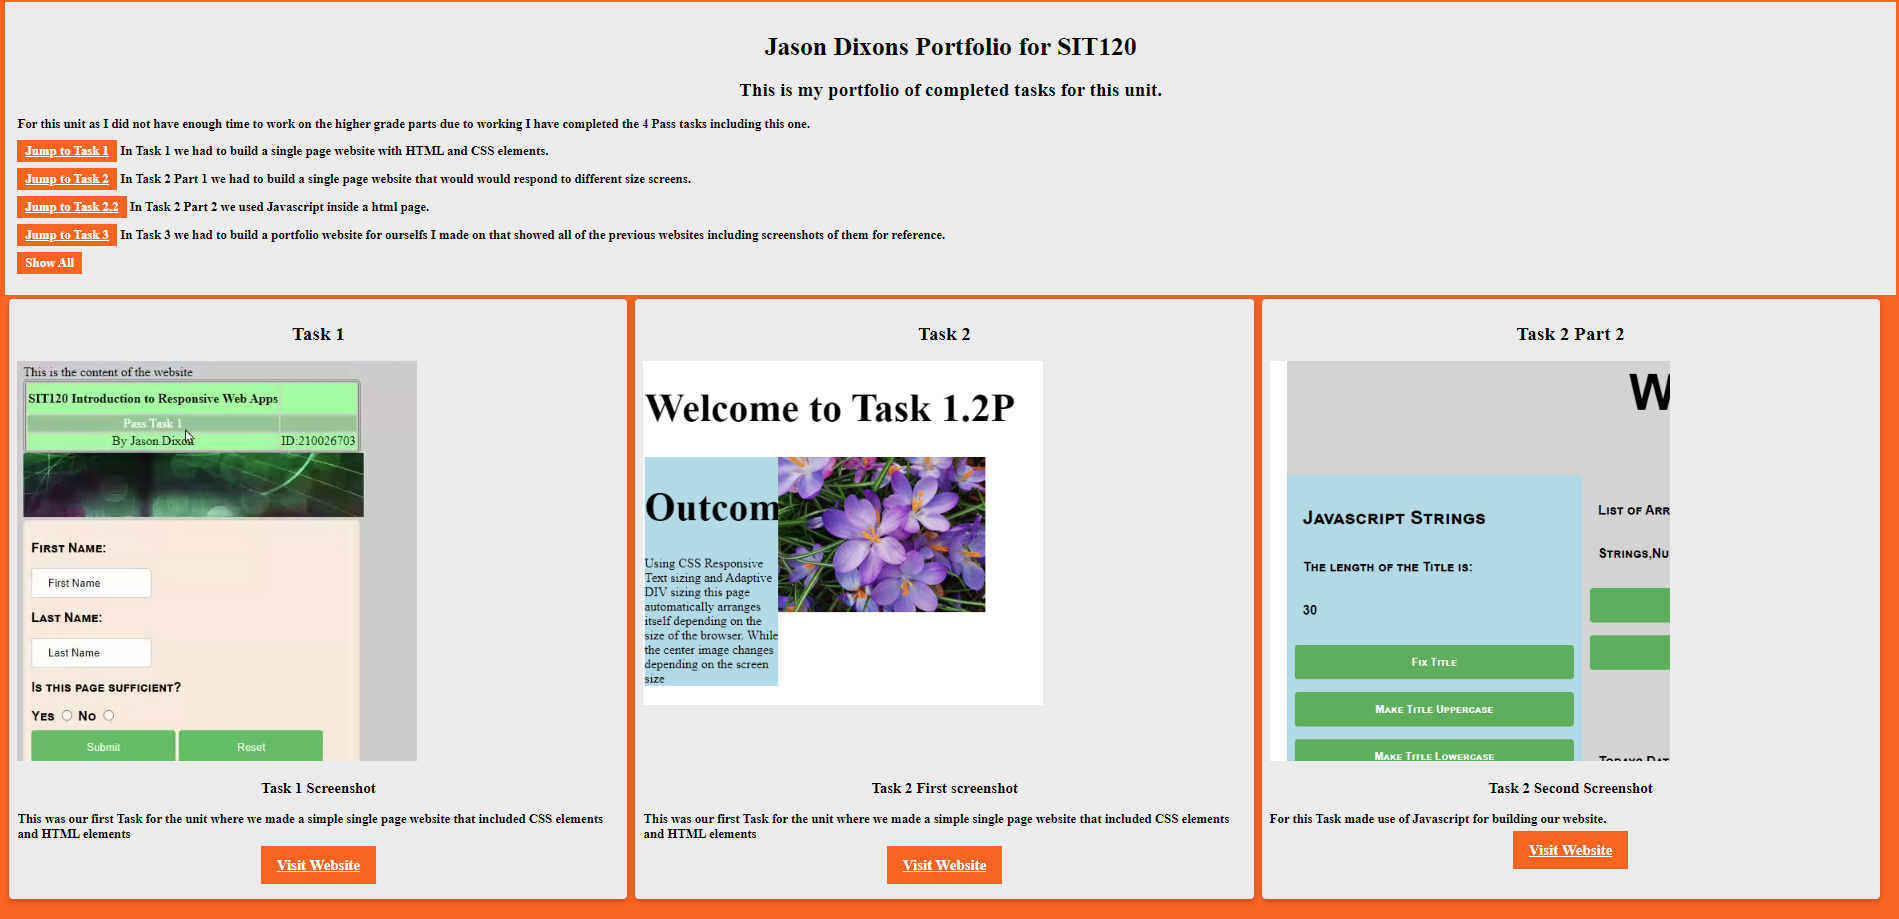 Jason Dixons Portfolio for SIT120
This is my portfolio of completed tasks for this unit.
For this unit as I did not have enough time to work on the higher grade parts due to working I have completed the 4 Pass tasks including this one.
Jump to Task 1 In Task 1 we had to build a single page website with HTML and CSS elements.
Jump to Task 2 In Task 2 Part 1 we had to build a single page website that would would respond to different size screens.
Jump to Task 2.2 In Task 2 Part 2 we used Javascript inside a html page.
Jump to Task 3 In Task 3 we had to build a portfolio website for ourselfs I made on that showed all of the previous websites including screenshots of them for reference.
Show All
Task 1
This is the content of the website
SIT120 Introduction to Responsive Web Apps
Pass Task 1
By Jason Dixon ID:210026703
First Name:
First Name
Last Name:
Last Name
Is this page sufficient?
Yes No
Submit Reset
Task 1 Screenshot
This was our first Task for the unit where we made a simple single page website that included CSS elements
and HTML elements
Visit Website
Task 2
Welcome to Task 1.2P
Outcom
Using CSS Responsive
Text sizing and Adaptive
DIV sizing this page
automatically arranges
itself depending on the
size of the browser. While
the center image changes
depending on the screen
size
Task 2 First screenshot
This was our first Task for the unit where we made a simple single page website that included CSS elements
and HTML elements
Visit Website
Task 2 Part 2
W
Javascript Strings
The length of the Title is:
30
Fix Title
Make Title Uppercase
Make Title Lowercase
List of Arr
Strings,Nu
Todays Dat
Task 2 Second Screenshot
For this Task made use of Javascript for building our website.
Visit Website